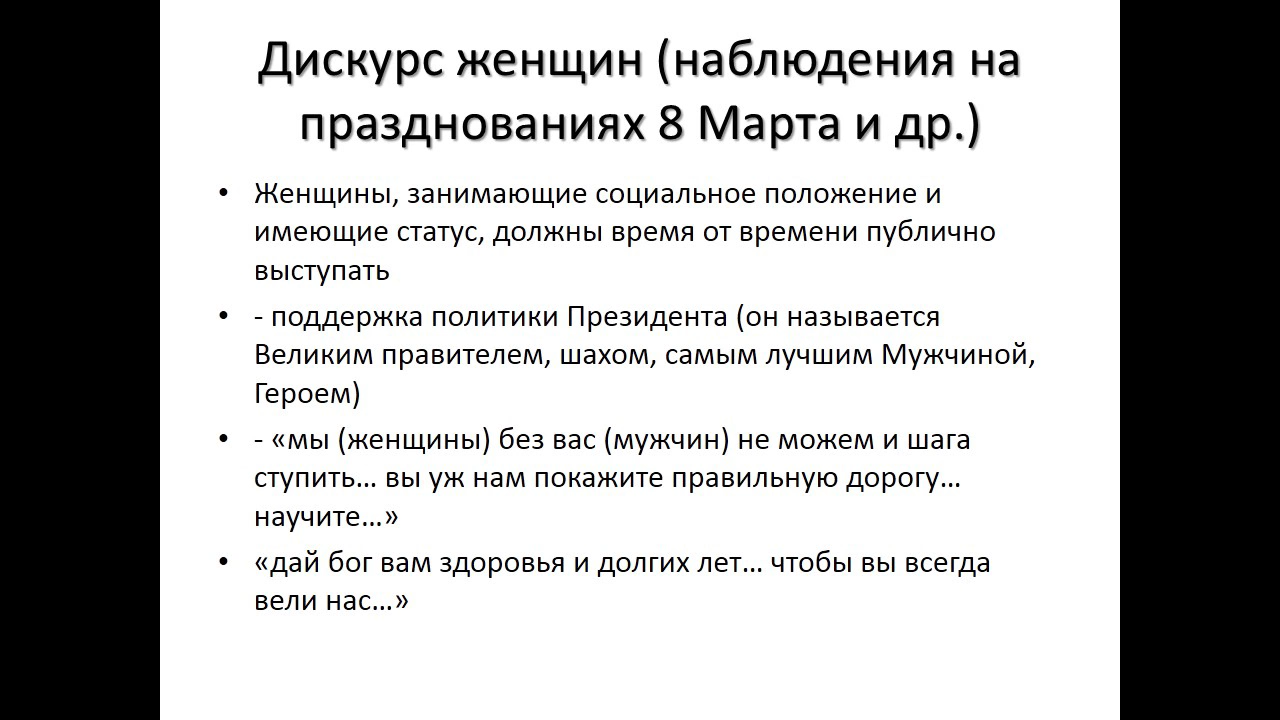 Дискурс женщин (наблюдения на
празднованиях 8 Марта и др.)
• Женщины, занимающие социальное положение и
имеющие статус, должны время от времени публично
выступать
• - поддержка политики Президента (он называется
Великим правителем, шахом, самым лучшим Мужчиной,
Героем)
• - «мы (женщины) без вас (мужчин) не можем и шага
ступить… вы уж нам покажите правильную дорогу…
научите…»
• «дай бог вам здоровья и долгих лет… чтобы вы всегда
вели нас…»